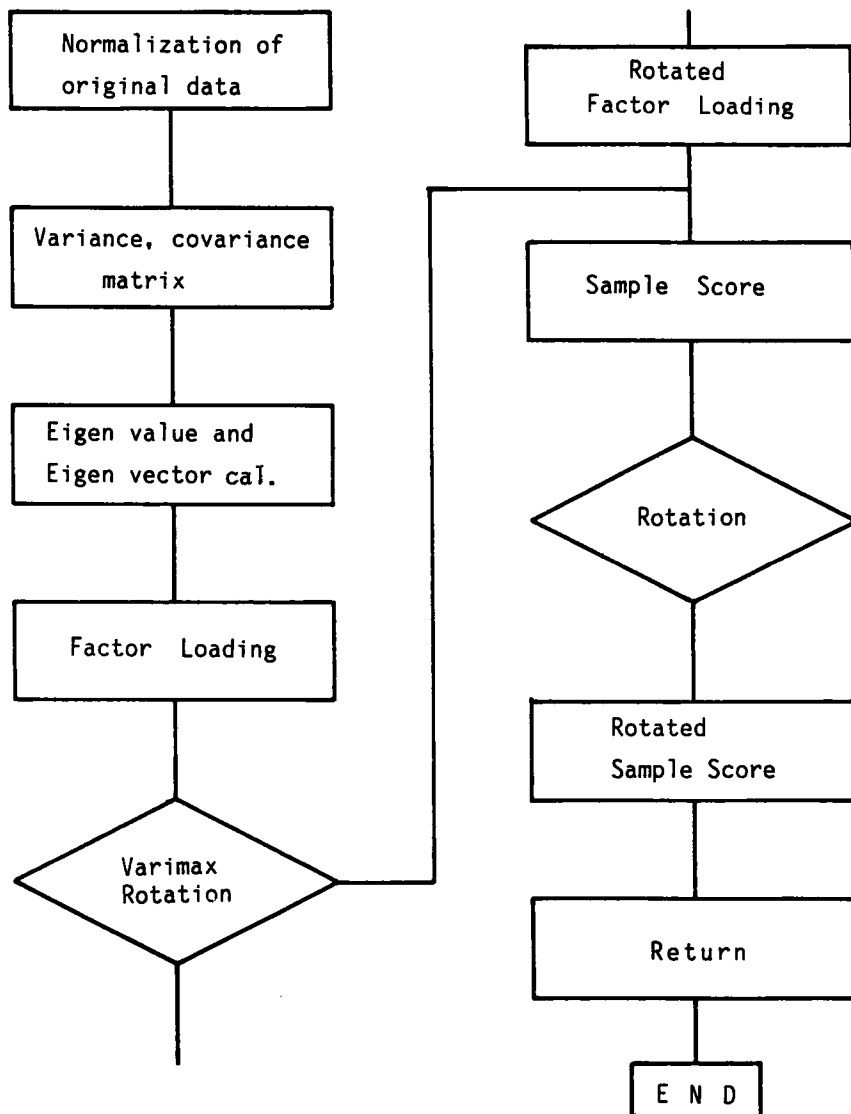 Normalization of
original data
Variance, covariance
matrix
Eigen value and
Eigen vector cal.
Factor Loading
Varimax
Rotation
Rotated
Factor Loading
Sample Score
Rotation
Rotated
Sample Score
Return
E N D